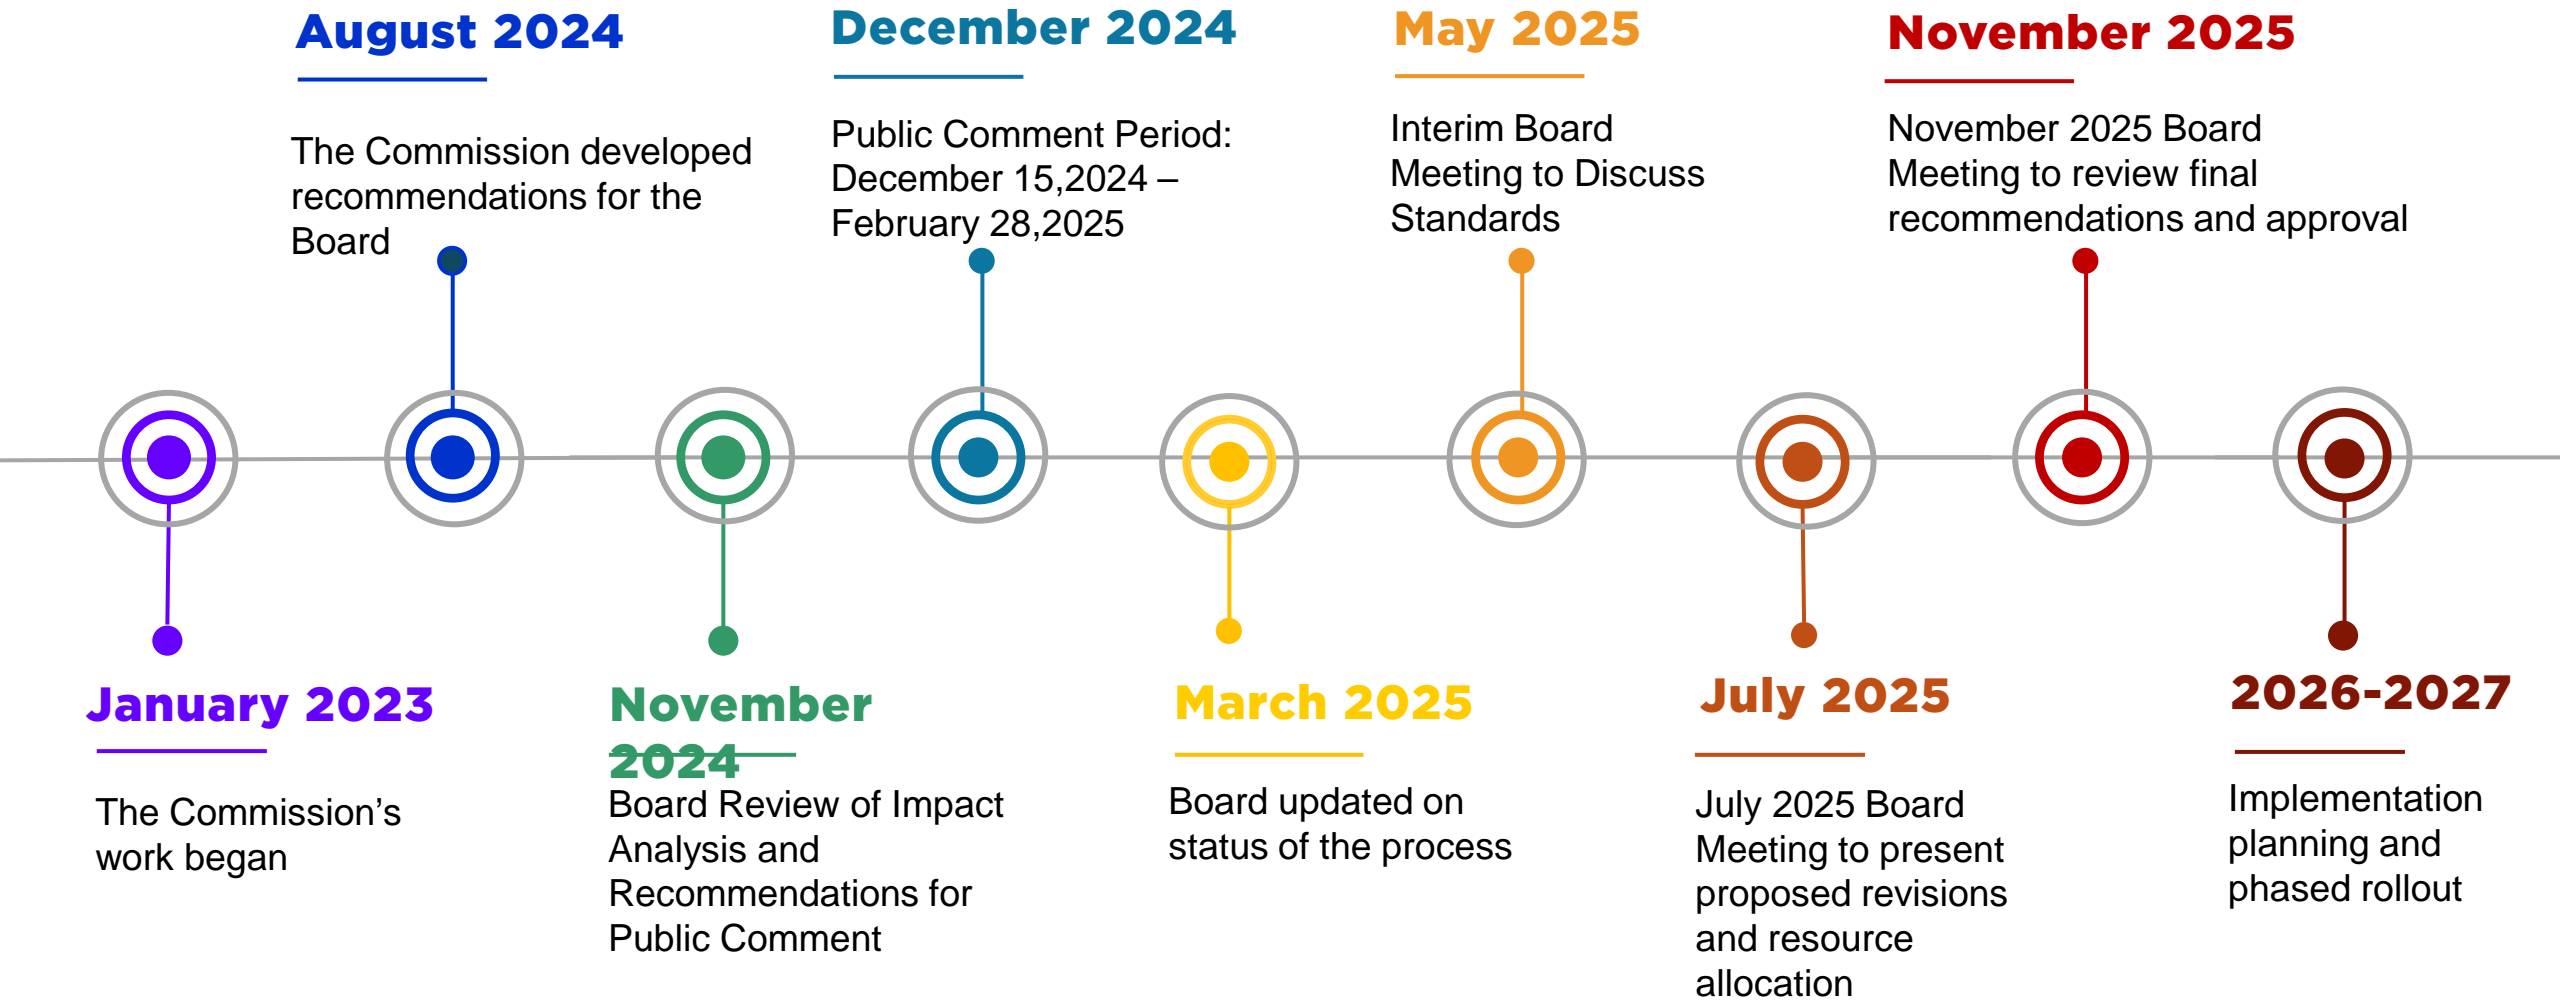 August 2024
The Commission developed
recommendations for the
Board
December 2024
Public Comment Period:
December 15,2024 –
February 28,2025
May 2025
Interim Board
Meeting to Discuss
Standards
November 2025
November 2025 Board
Meeting to review final
recommendations and approval
January 2023
The Commission’s
work began
November
2024
Board Review of Impact
Analysis and
Recommendations for
Public Comment
March 2025
Board updated on
status of the process
July 2025
July 2025 Board
Meeting to present
proposed revisions
and resource
allocation
2026-2027
Implementation
planning and
phased rollout